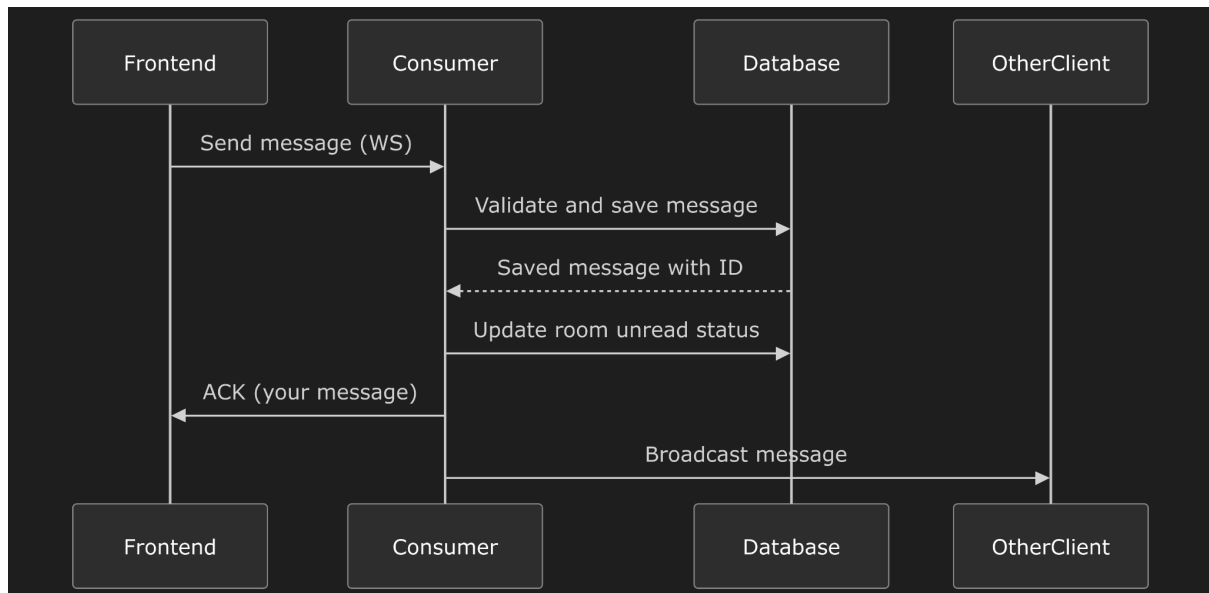 Frontend
Consumer
Database
OtherClient
Send message (WS)
Validate and save message
Saved message with ID
Update room unread status
ACK (your message)
Broadcast message
Frontend
Consumer
Database
OtherClient